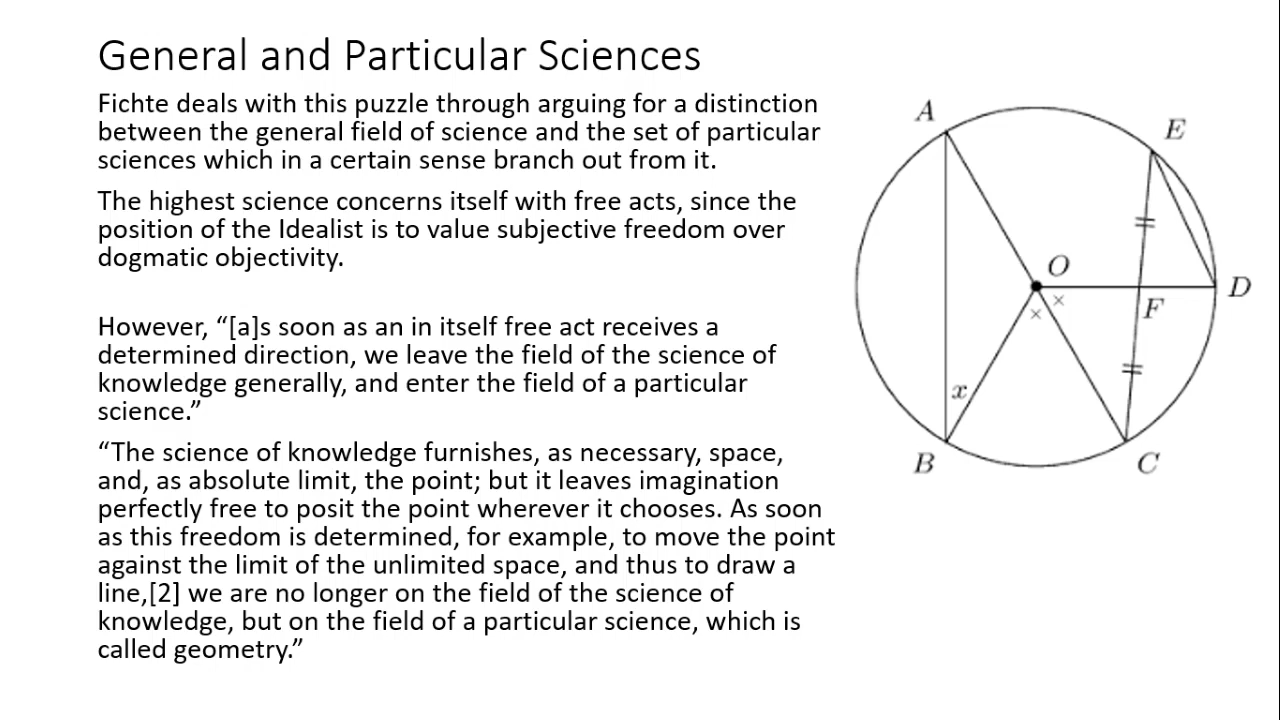 General and Particular Sciences
Fichte deals with this puzzle through arguing for a distinction
between the general field of science and the set of particular
sciences which in a certain sense branch out from it.
The highest science concerns itself with free acts, since the
position of the Idealist is to value subjective freedom over
dogmatic objectivity.
However, “[a]s soon as an in itself free act receives a
determined direction, we leave the field of the science of
knowledge generally, and enter the field of a particular
science.”
“The science of knowledge furnishes, as necessary, space,
and, as absolute limit, the point; but it leaves imagination
perfectly free to posit the point wherever it chooses. As soon
as this freedom is determined, for example, to move the point
against the limit of the unlimited space, and thus to draw a
line,[2] we are no longer on the field of the science of
knowledge, but on the field of a particular science, which is
called geometry.”
A
E
O
D
F
x
B
C